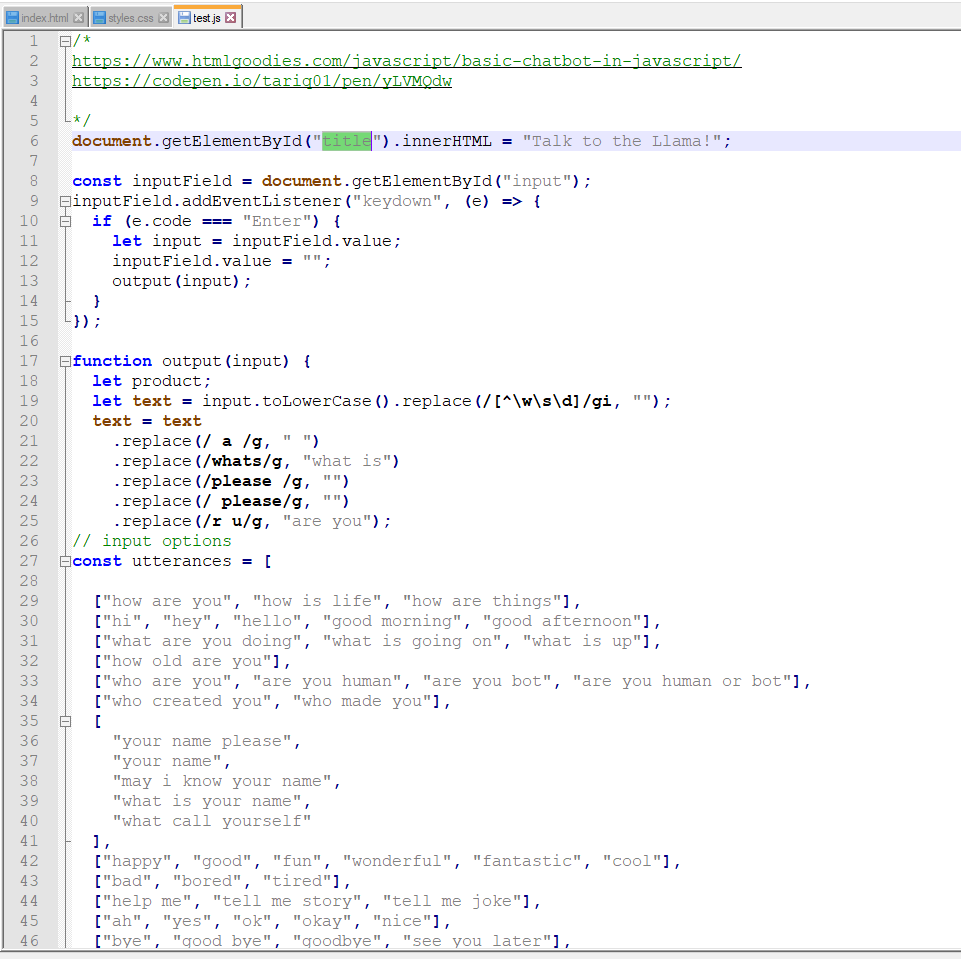 index.html styles.css test.js
1 /*
2 https://www.htmlgoodies.com/javascript/basic-chatbot-in-javascript/
3 https://codepen.io/tariq01/pen/yLVMQdw
4
5 */
6 document.getElementById("title").innerHTML = "Talk to the Llama!";
7
8 const inputField = document.getElementById("input");
9 inputField.addEventListener("keydown", (e) => {
10 if (e.code === "Enter") {
11 let input = inputField.value;
12 inputField.value = "";
13 output(input);
14 }
15 });
16
17 function output(input) {
18 let product;
19 let text = input.toLowerCase().replace(/[^\w\s\d]/gi, "");
20 text = text
21 .replace(/ a /g, " ")
22 .replace(/whats/g, "what is")
23 .replace(/please /g, "")
24 .replace(/ please/g, "")
25 .replace(/r u/g, "are you");
26 // input options
27 const utterances = [
28
29 ["how are you", "how is life", "how are things"],
30 ["hi", "hey", "hello", "good morning", "good afternoon"],
31 ["what are you doing", "what is going on", "what is up"],
32 ["how old are you"],
33 ["who are you", "are you human", "are you bot", "are you human or bot"],
34 ["who created you", "who made you"],
35 [
36 "your name please",
37 "your name",
38 "may i know your name",
39 "what is your name",
40 "what call yourself"
41 ],
42 ["happy", "good", "fun", "wonderful", "fantastic", "cool"],
43 ["bad", "bored", "tired"],
44 ["help me", "tell me story", "tell me joke"],
45 ["ah", "yes", "ok", "okay", "nice"],
46 ["bye", "good bye", "goodbye", "see you later"],